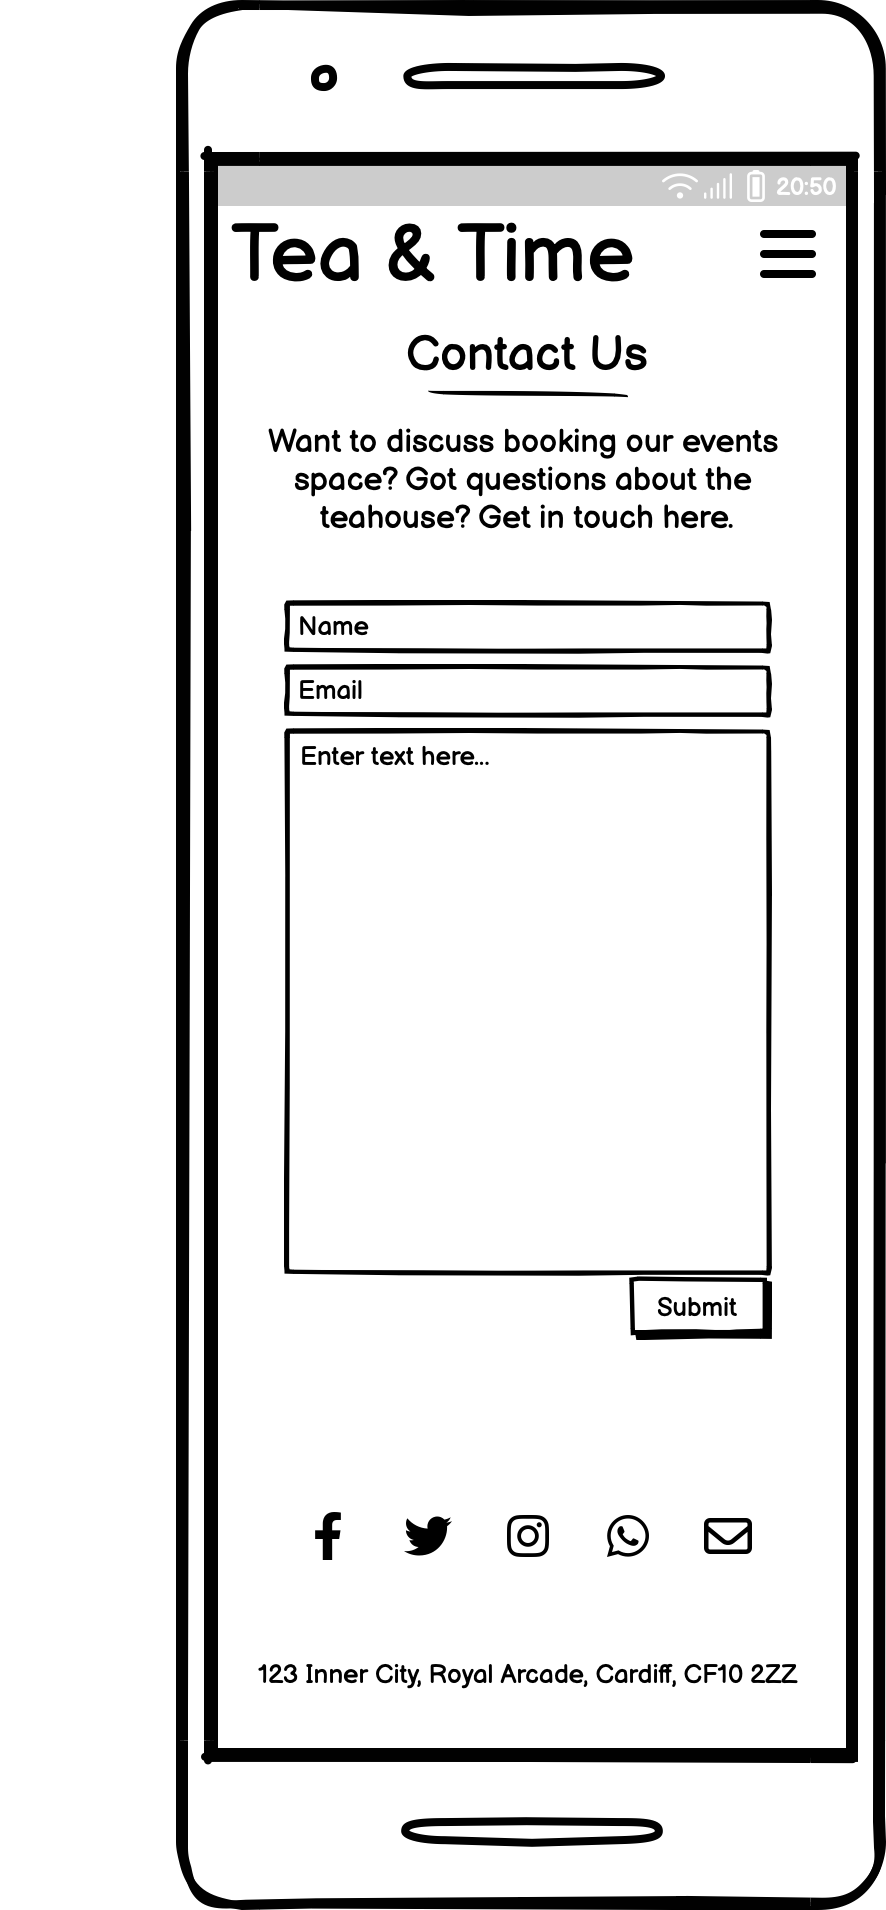 20:50
Tea & Time
Contact Us
Want to discuss booking our events
space? Got questions about the
teahouse? Get in touch here.
Name
Email
Enter text here...
Submit
123 Inner City, Royal Arcade, Cardiff, CF10 2ZZ